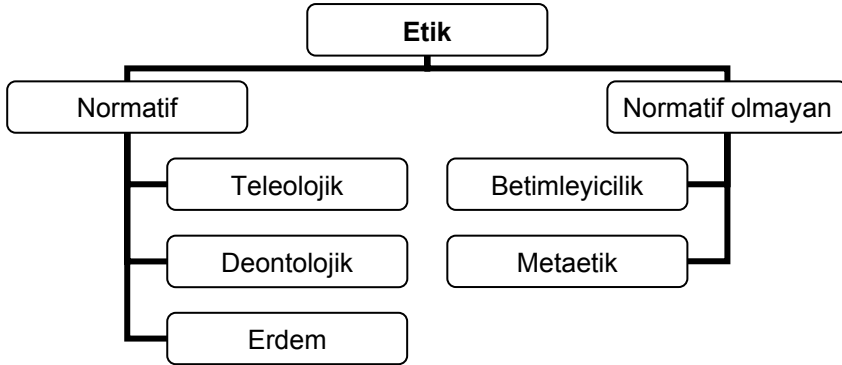 Etik
Normatif
Normatif olmayan
Teleolojik
Betimleyicilik
Deontolojik
Metaetik
Erdem